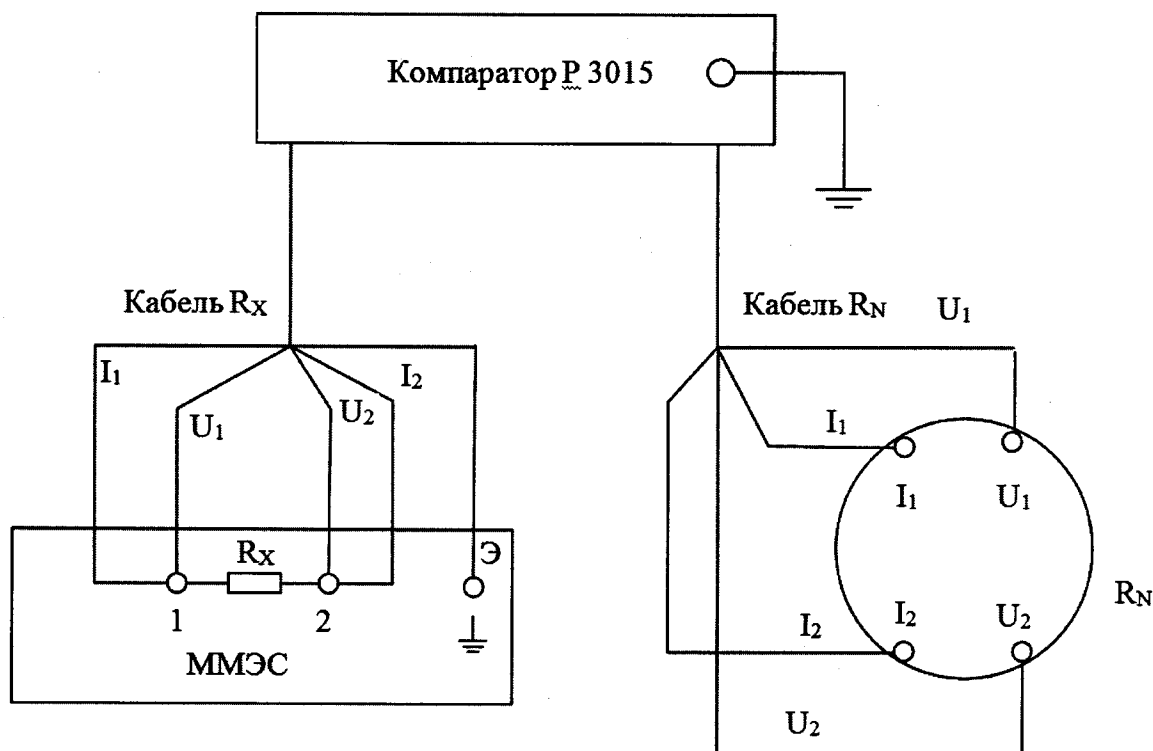 Компаратор Р 3015
Кабель RX
Кабель RN
U1
I1
I2
U1
U2
I1
I1
U1
RX
Э
1
2
ММЭС
I2
I2
U2
RN
U2